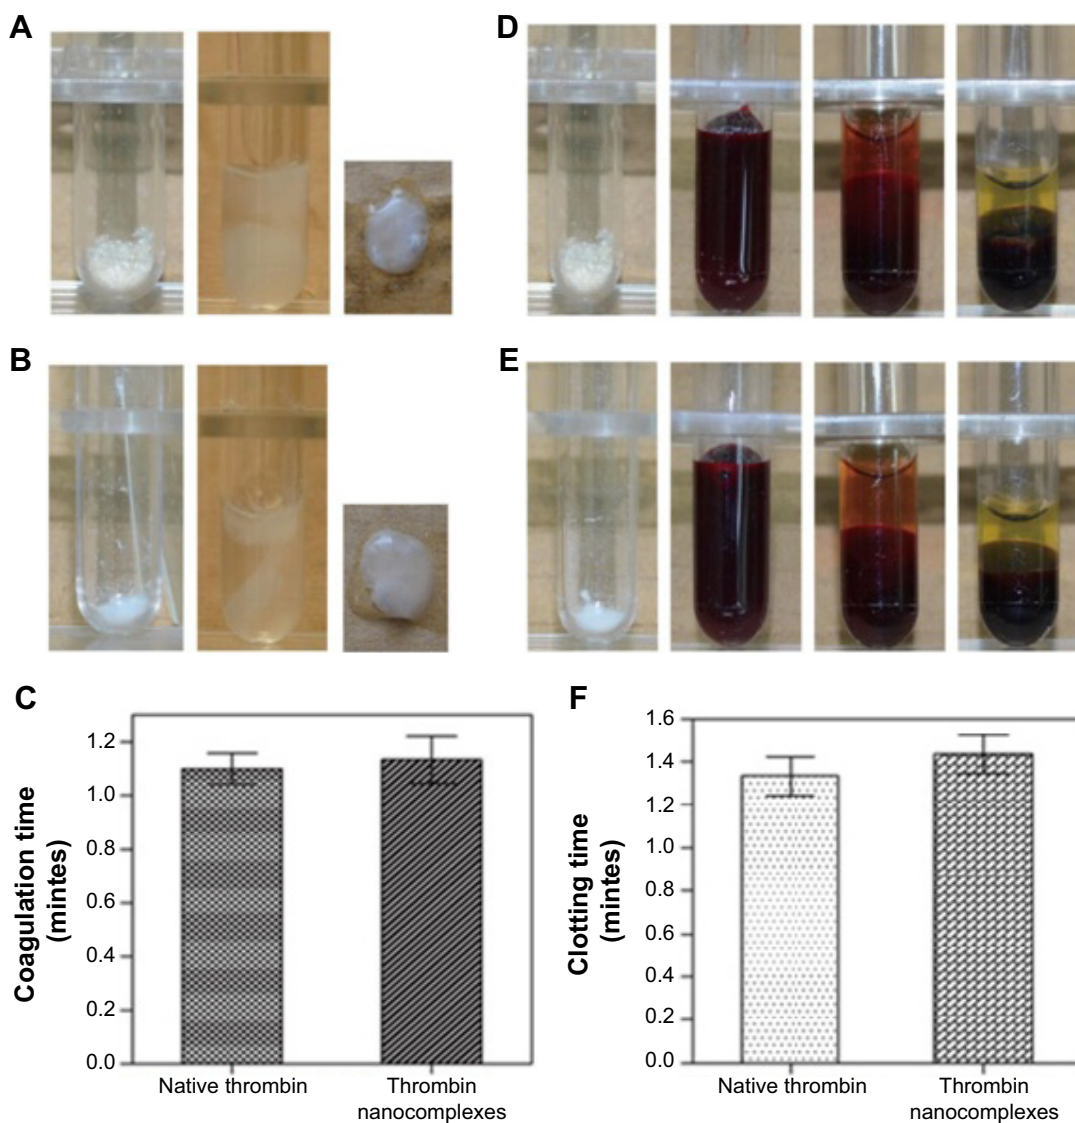 A
D
B
E
C
Coagulation time
(mintes)
1.2
1.0
0.8
0.6
0.4
0.2
0.0
Native thrombin
Thrombin
nanocomplexes
F
Clotting time
(mintes)
1.6
1.4
1.2
1.0
0.8
0.6
0.4
0.2
0.0
Native thrombin
Thrombin
nanocomplexes